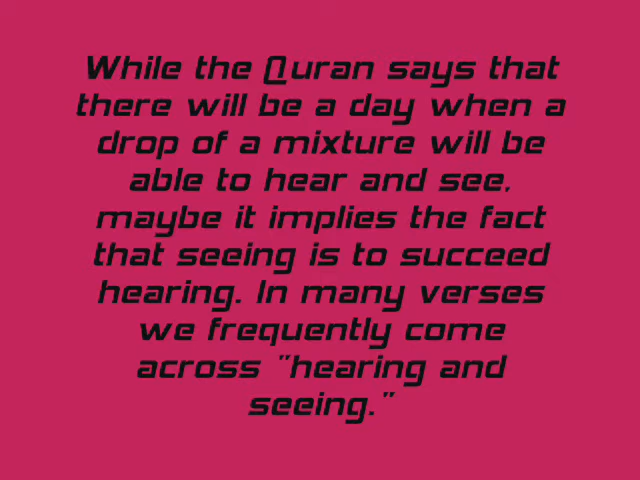 While the Quran says that
there will be a day when a
drop of a mixture will be
able to hear and see,
maybe it implies the fact
that seeing is to succeed
hearing. In many verses
we frequently come
across "hearing and
seeing."